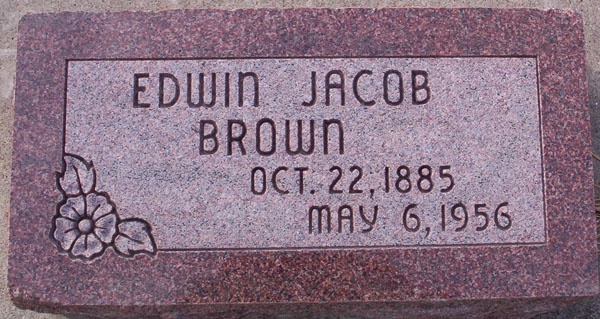 EDWIN JACOB
BROWN
OCT. 22, 1885
MAY 6, 1956